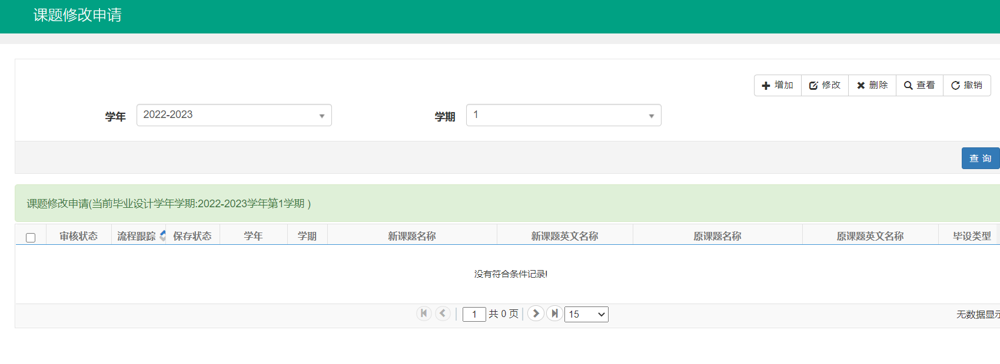 课题修改申请
增加 修改 删除 查看 撤销
学年 2022-2023 学期 1
查 询
课题修改申请(当前毕业设计学年学期:2022-2023学年第1学期 )
审核状态 流程跟踪 保存状态 学年 学期 新课题名称 新课题英文名称 原课题名称 原课题英文名称 毕设类型
没有符合条件记录!
1 共 0 页 15 无数据显示